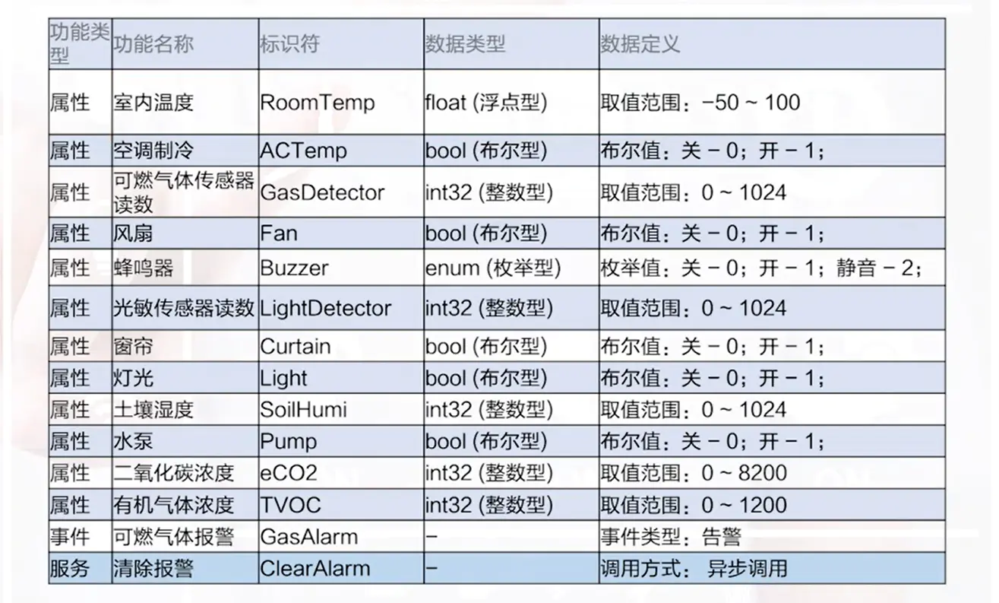 功能类型 功能名称 标识符 数据类型 数据定义
属性 室内温度 RoomTemp float (浮点型) 取值范围：-50 ~ 100
属性 空调制冷 ACTemp bool (布尔型) 布尔值：关 - 0；开 - 1；
属性 可燃气体传感器读数 GasDetector int32 (整数型) 取值范围：0 ~ 1024
属性 风扇 Fan bool (布尔型) 布尔值：关 - 0；开 - 1；
属性 蜂鸣器 Buzzer enum (枚举型) 枚举值：关 - 0；开 - 1；静音 - 2；
属性 光敏传感器读数 LightDetector int32 (整数型) 取值范围：0 ~ 1024
属性 窗帘 Curtain bool (布尔型) 布尔值：关 - 0；开 - 1；
属性 灯光 Light bool (布尔型) 布尔值：关 - 0；开 - 1；
属性 土壤湿度 SoilHumi int32 (整数型) 取值范围：0 ~ 1024
属性 水泵 Pump bool (布尔型) 布尔值：关 - 0；开 - 1；
属性 二氧化碳浓度 eCO2 int32 (整数型) 取值范围：0 ~ 8200
属性 有机气体浓度 TVOC int32 (整数型) 取值范围：0 ~ 1200
事件 可燃气体报警 GasAlarm - 事件类型：告警
服务 清除报警 ClearAlarm - 调用方式： 异步调用